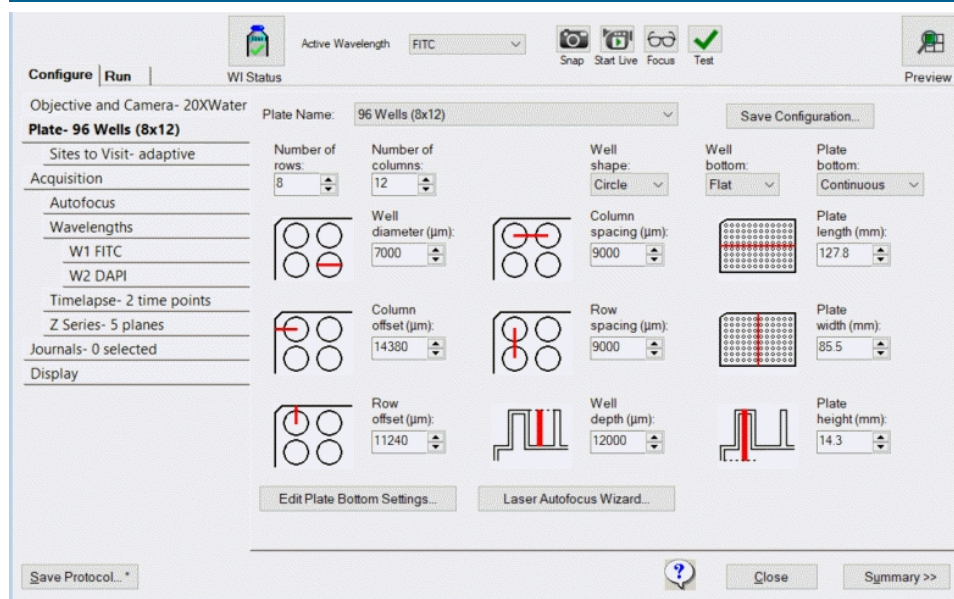 Active Wavelength FITC
Snap Start Live Focus Test
Configure Run WI Status Preview
Objective and Camera- 20XWater
Plate- 96 Wells (8x12)
Sites to Visit- adaptive
Acquisition
Autofocus
Wavelengths
W1 FITC
W2 DAPI
Timelapse- 2 time points
Z Series- 5 planes
Journals- 0 selected
Display
Plate Name: 96 Wells (8x12) Save Configuration...
Number of rows:
8
Number of columns:
12
Well shape:
Circle
Well bottom:
Flat
Plate bottom:
Continuous
Well diameter (µm):
7000
Column spacing (µm):
9000
Plate length (mm):
127.8
Column offset (µm):
14380
Row spacing (µm):
9000
Plate width (mm):
85.5
Row offset (µm):
11240
Well depth (µm):
12000
Plate height (mm):
14.3
Edit Plate Bottom Settings... Laser Autofocus Wizard...
Save Protocol... * ? Close Summary >>